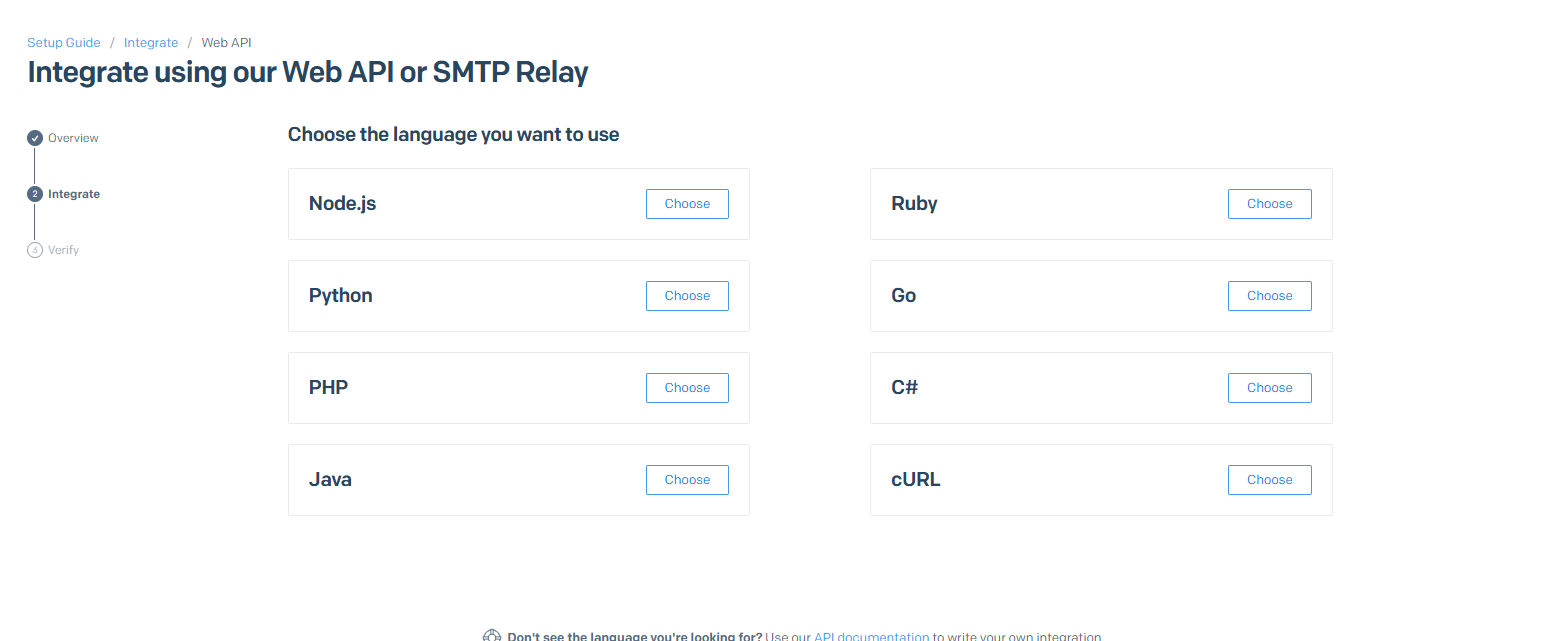 Setup Guide / Integrate / Web API
Integrate using our Web API or SMTP Relay
Overview
2 Integrate
3 Verify
Choose the language you want to use
Node.js Choose
Ruby Choose
Python Choose
Go Choose
PHP Choose
C# Choose
Java Choose
cURL Choose
Don't see the language you're looking for? Use our API documentation to write your own integration